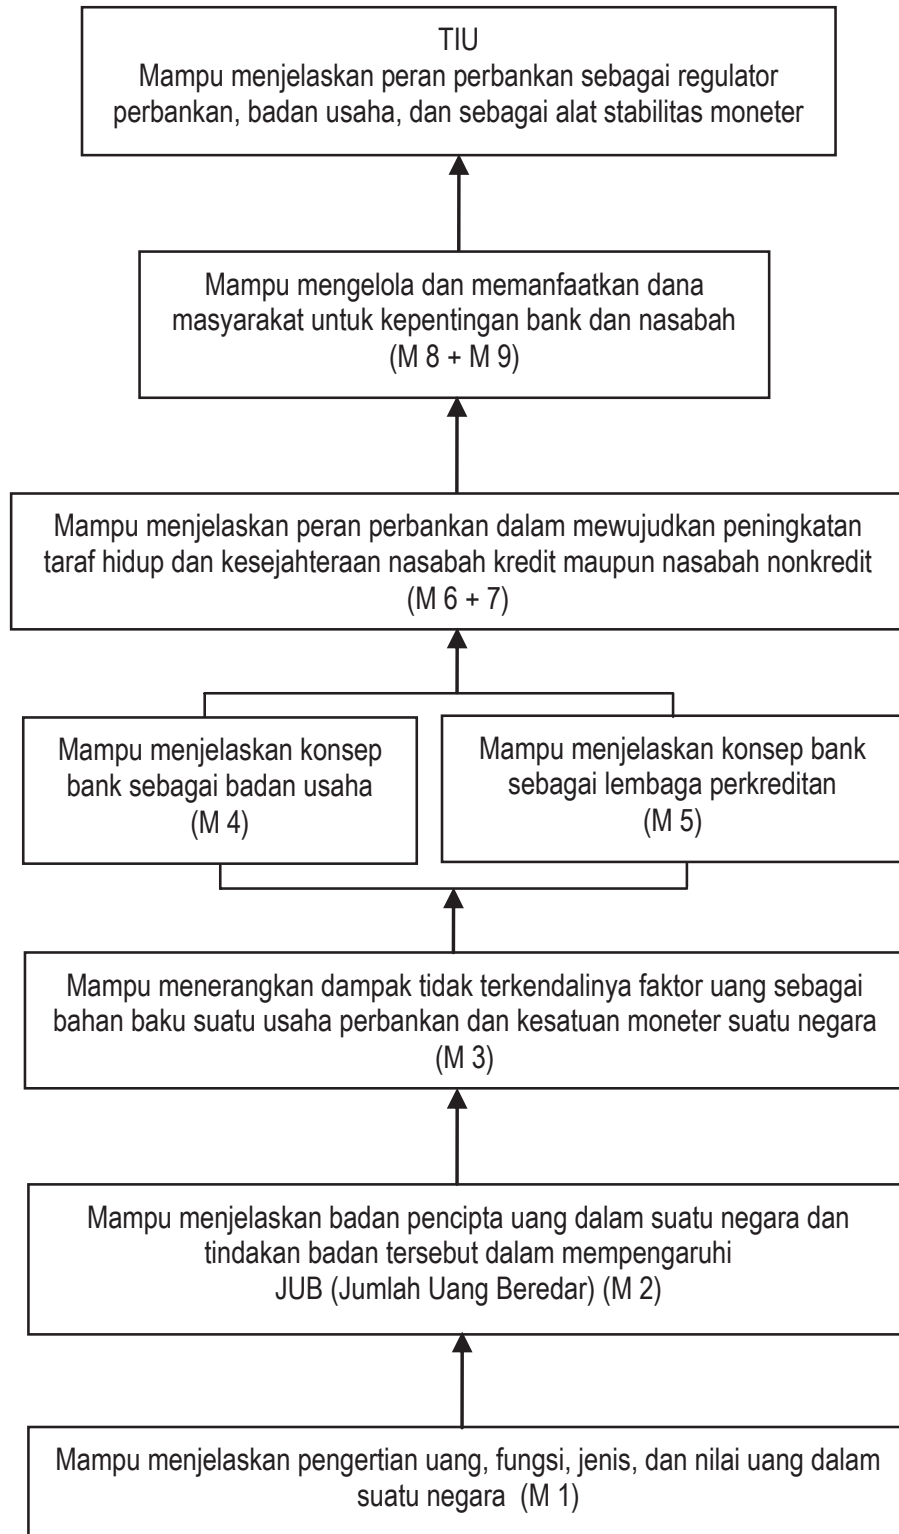 TIU
Mampu menjelaskan peran perbankan sebagai regulator
perbankan, badan usaha, dan sebagai alat stabilitas moneter
Mampu mengelola dan memanfaatkan dana
masyarakat untuk kepentingan bank dan nasabah
(M 8 + M 9)
Mampu menjelaskan peran perbankan dalam mewujudkan peningkatan
taraf hidup dan kesejahteraan nasabah kredit maupun nasabah nonkredit
(M 6 + 7)
Mampu menjelaskan konsep
bank sebagai badan usaha
(M 4)
Mampu menjelaskan konsep bank
sebagai lembaga perkreditan
(M 5)
Mampu menerangkan dampak tidak terkendalinya faktor uang sebagai
bahan baku suatu usaha perbankan dan kesatuan moneter suatu negara
(M 3)
Mampu menjelaskan badan pencipta uang dalam suatu negara dan
tindakan badan tersebut dalam mempengaruhi
JUB (Jumlah Uang Beredar) (M 2)
Mampu menjelaskan pengertian uang, fungsi, jenis, dan nilai uang dalam
suatu negara (M 1)